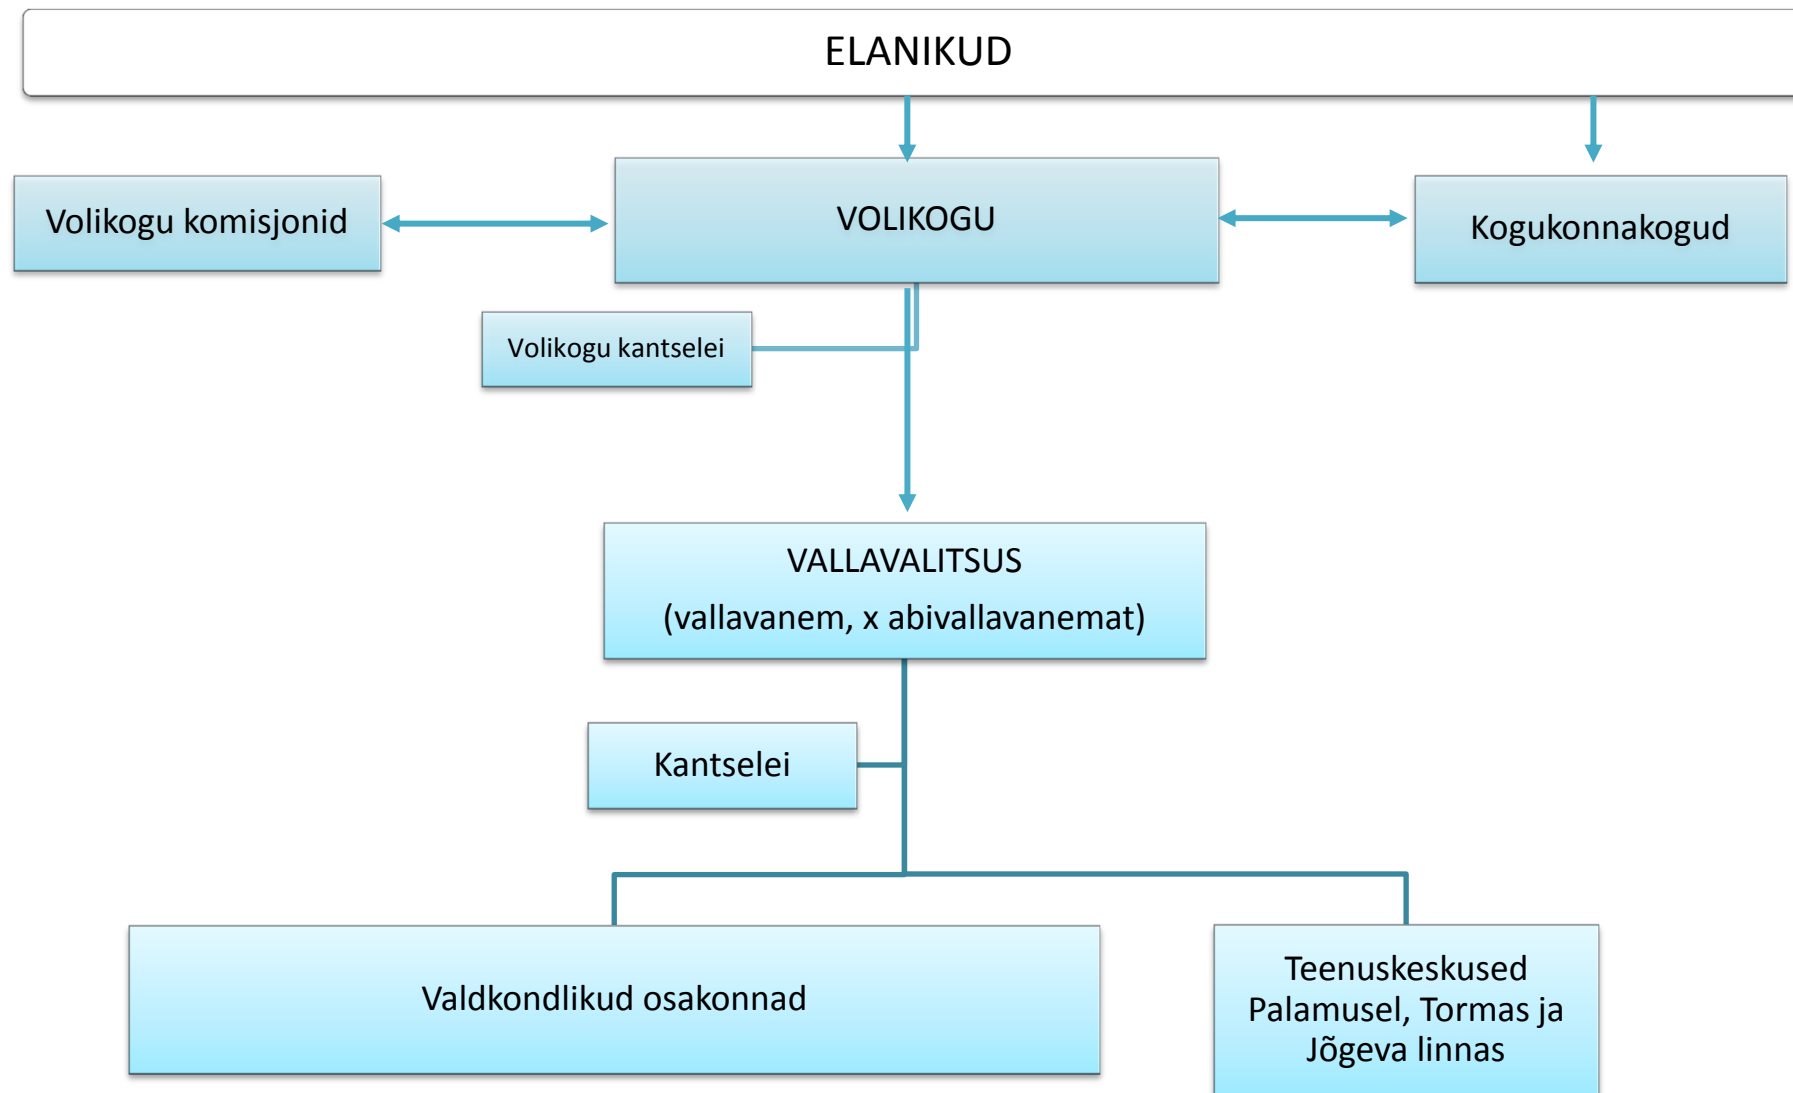 ELANIKUD
Volikogu komisjonid
VOLIKOGU
Kogukonnakogud
Volikogu kantselei
VALLAVALITSUS
(vallavanem, x abivallavanemat)
Kantselei
Valdkondlikud osakonnad
Teenuskeskused
Palamusel, Tormas ja
Jõgeva linnas